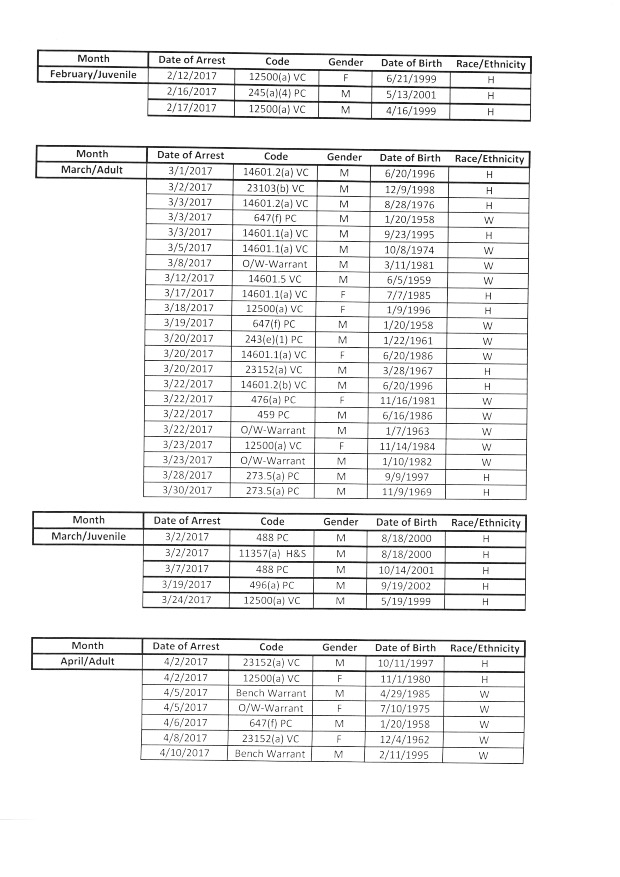 Month Date of Arrest Code Gender Date of Birth Race/Ethnicity
February/Juvenile 2/12/2017 12500(a) VC F 6/21/1999 H
2/16/2017 245(a)(4) PC M 5/13/2001 H
2/17/2017 12500(a) VC M 4/16/1999 H
Month Date of Arrest Code Gender Date of Birth Race/Ethnicity
March/Adult 3/1/2017 14601.2(a) VC M 6/20/1996 H
3/2/2017 23103(b) VC M 12/9/1998 H
3/3/2017 14601.2(a) VC M 8/28/1976 H
3/3/2017 647(f) PC M 1/20/1958 W
3/3/2017 14601.1(a) VC M 9/23/1995 H
3/5/2017 14601.1(a) VC M 10/8/1974 W
3/8/2017 O/W-Warrant M 3/11/1981 W
3/12/2017 14601.5 VC M 6/5/1959 W
3/17/2017 14601.1(a) VC F 7/7/1985 H
3/18/2017 12500(a) VC F 1/9/1996 H
3/19/2017 647(f) PC M 1/20/1958 W
3/20/2017 243(e)(1) PC M 1/22/1961 W
3/20/2017 14601.1(a) VC F 6/20/1986 W
3/20/2017 23152(a) VC M 3/28/1967 H
3/22/2017 14601.2(b) VC M 6/20/1996 H
3/22/2017 476(a) PC F 11/16/1981 W
3/22/2017 459 PC M 6/16/1986 W
3/22/2017 O/W-Warrant M 1/7/1963 W
3/23/2017 12500(a) VC F 11/14/1984 W
3/23/2017 O/W-Warrant M 1/10/1982 W
3/28/2017 273.5(a) PC M 9/9/1997 H
3/30/2017 273.5(a) PC M 11/9/1969 H
Month Date of Arrest Code Gender Date of Birth Race/Ethnicity
March/Juvenile 3/2/2017 488 PC M 8/18/2000 H
3/2/2017 11357(a) H&S M 8/18/2000 H
3/7/2017 488 PC M 10/14/2001 H
3/19/2017 496(a) PC M 9/19/2002 H
3/24/2017 12500(a) VC M 5/19/1999 H
Month Date of Arrest Code Gender Date of Birth Race/Ethnicity
April/Adult 4/2/2017 23152(a) VC M 10/11/1997 H
4/2/2017 12500(a) VC F 11/1/1980 H
4/5/2017 Bench Warrant M 4/29/1985 W
4/5/2017 O/W-Warrant F 7/10/1975 W
4/6/2017 647(f) PC M 1/20/1958 W
4/8/2017 23152(a) VC F 12/4/1962 W
4/10/2017 Bench Warrant M 2/11/1995 W